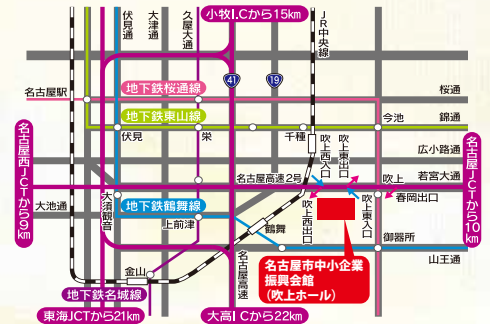 小牧I.Cから15km
伏見通
大津通
久屋大通
JR中央線
41
19
名古屋駅
地下鉄桜通線
桜通
地下鉄東山線
錦通
伏見
栄
千種
今池
広小路通
吹上西入口
吹上東出口
名古屋西JCTから9km
名古屋高速2号
吹上
若宮大通
名古屋JCTから10km
春岡出口
大須観音
大池通
地下鉄鶴舞線
上前津
鶴舞
吹上西出口
吹上東入口
御器所
山王通
名古屋高速
金山
地下鉄名城線
名古屋市中小企業
振興会館
(吹上ホール)
東海JCTから21km
大高ICから22km